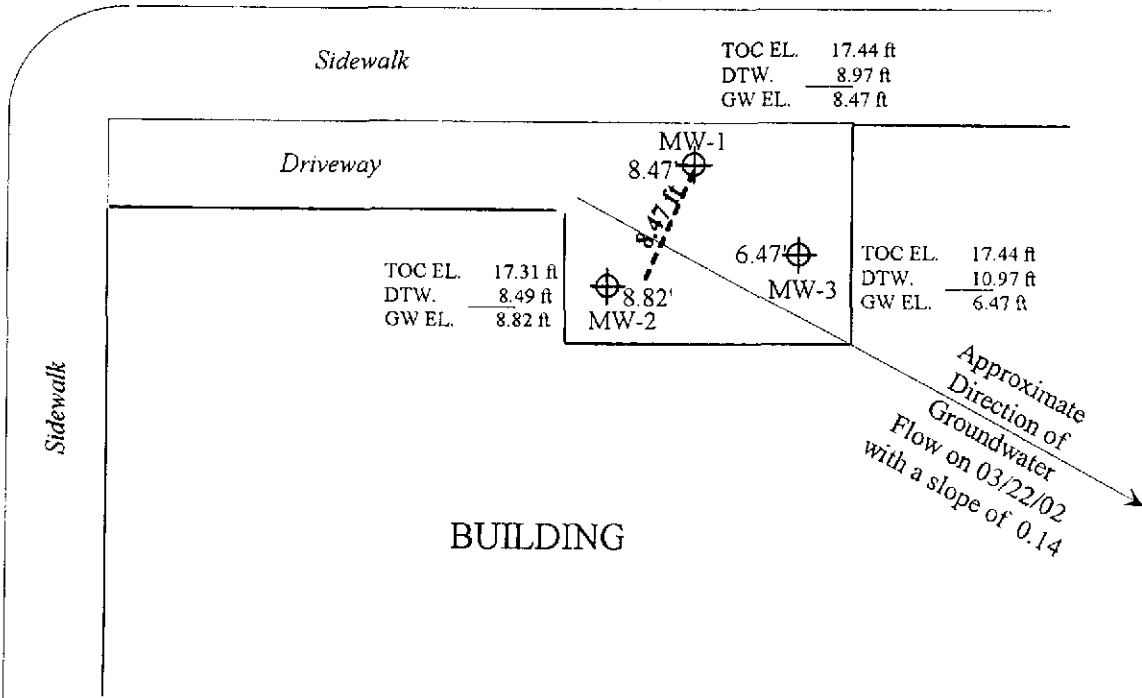 Sidewalk
TOC EL. 17.44 ft
DTW. 8.97 ft
GW EL. 8.47 ft
Driveway
MW-1
8.47'
8.47 ft
TOC EL. 17.31 ft
DTW. 8.49 ft
GW EL. 8.82 ft
8.82'
MW-2
6.47'
MW-3
TOC EL. 17.44 ft
DTW. 10.97 ft
GW EL. 6.47 ft
Approximate
Direction of
Groundwater
Flow on 03/22/02
with a slope of 0.14
Sidewalk
BUILDING